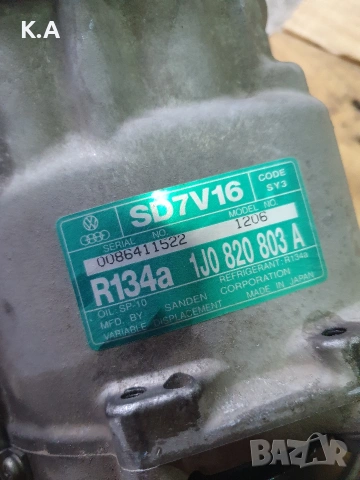 K.A
SD7V16
CODE
SY3
SERIAL NO.
MODEL NO.
0086411522
1206
R134a
1J0 820 803 A
OIL SP-10
REFRIGERANT R134a
MFD. BY SANDEN CORPORATION
VARIABLE DISPLACEMENT
MADE IN JAPAN
BAZAR